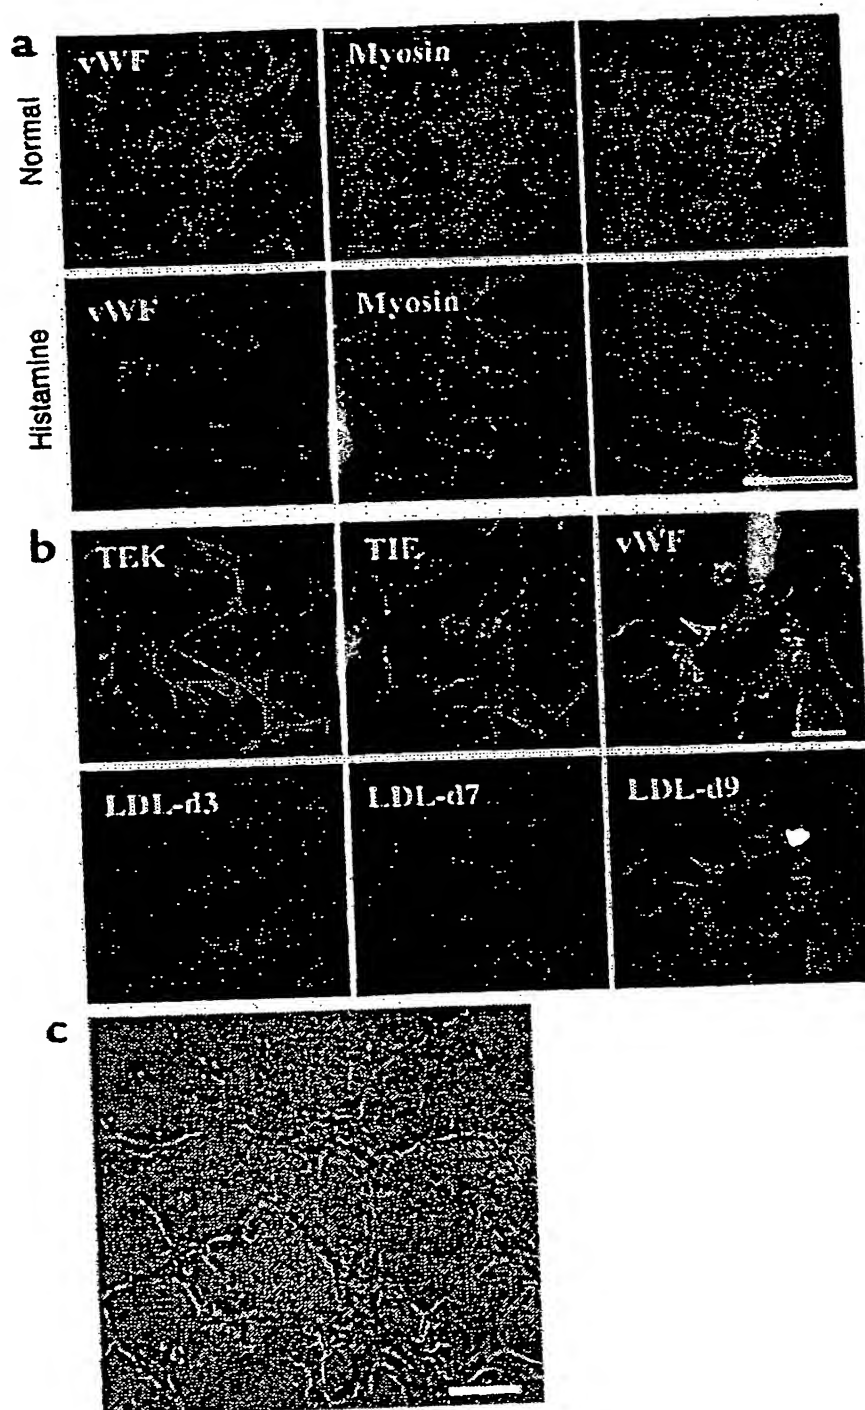 a
Normal
vWF
Myosin
Histamine
vWF
Myosin
b
TEK
TIE
vWF
LDL-d3
LDL-d7
LDL-d9
c